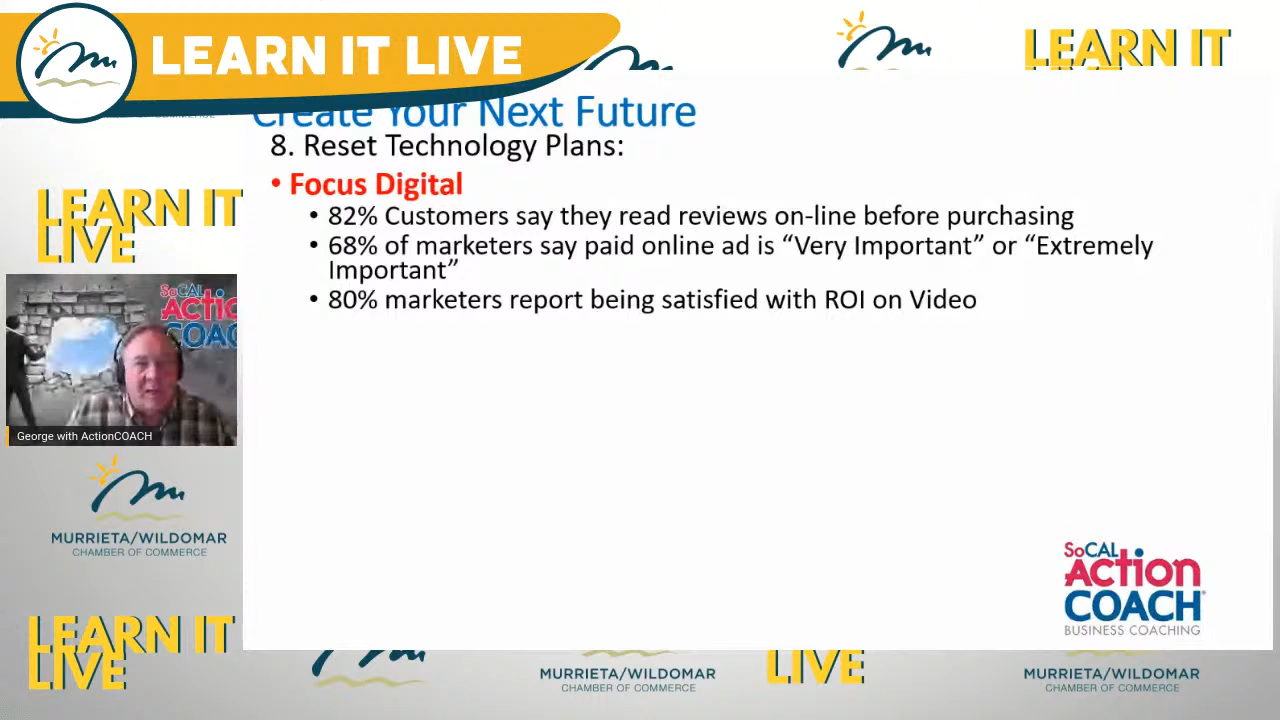 LEARN IT LIVE
LEARN IT
Create Your Next Future
8. Reset Technology Plans:
• Focus Digital
• 82% Customers say they read reviews on-line before purchasing
• 68% of marketers say paid online ad is “Very Important” or “Extremely
Important”
• 80% marketers report being satisfied with ROI on Video
LEARN IT
LIVE
SoCAL
ACTiON
COACH
George with ActionCOACH
MURRIETA/WILDOMAR
CHAMBER OF COMMERCE
SoCAL
ACTiON
COACH
BUSINESS COACHING
LEARN IT
LIVE
MURRIETA/WILDOMAR
CHAMBER OF COMMERCE
LIVE
MURRIETA/WILDOMAR
CHAMBER OF COMMERCE